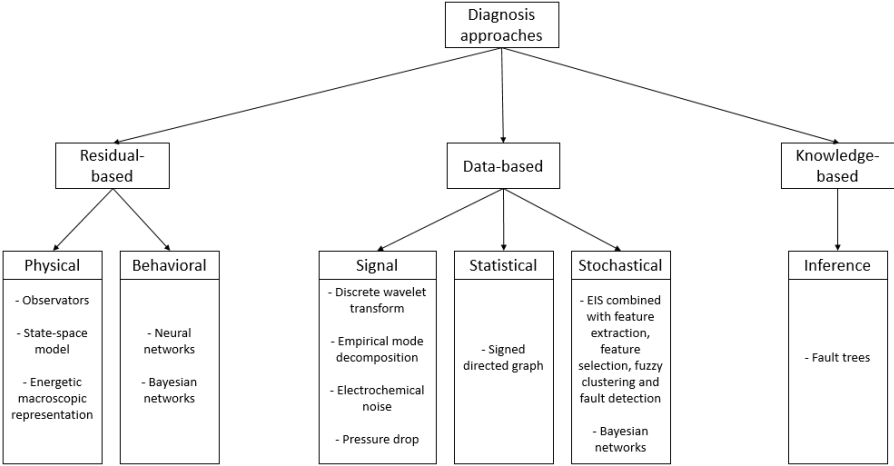 Diagnosis
approaches
Residual-
based
Data-based
Knowledge-
based
Physical
- Observators
- State-space
model
- Energetic
macroscopic
representation
Behavioral
- Neural
networks
- Bayesian
networks
Signal
- Discrete wavelet
transform
- Empirical mode
decomposition
- Electrochemical
noise
- Pressure drop
Statistical
- Signed
directed graph
Stochastical
- EIS combined
with feature
extraction,
feature
selection, fuzzy
clustering and
fault detection
- Bayesian
networks
Inference
- Fault trees